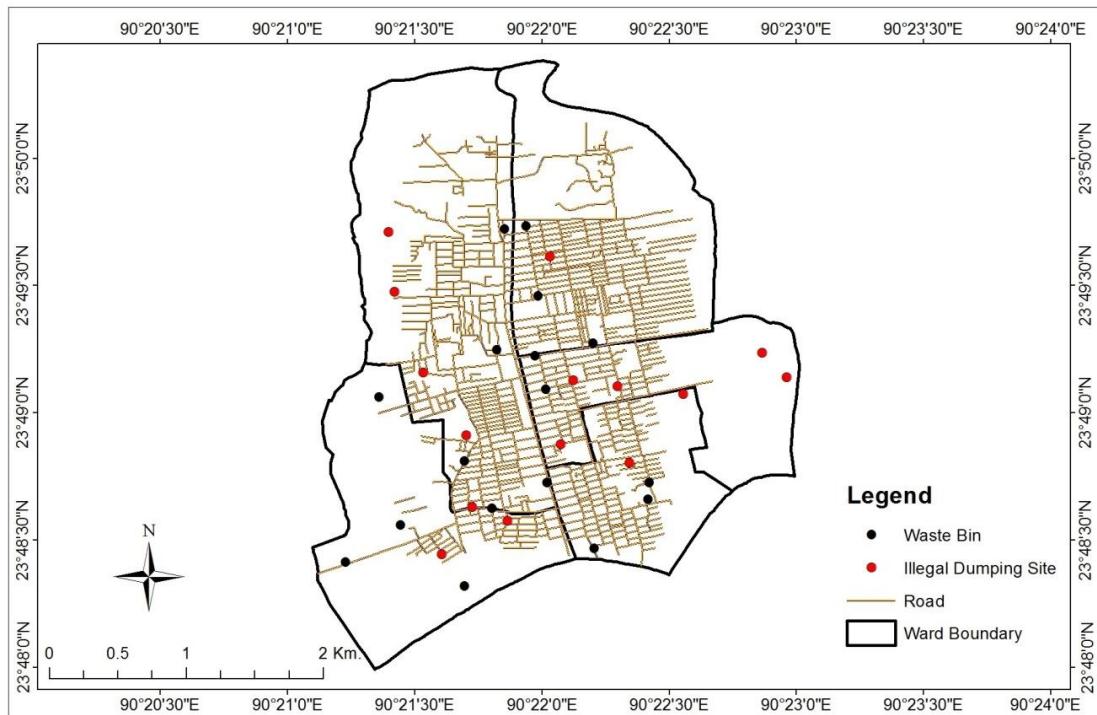 90°20'30"E 90°21'0"E 90°21'30"E 90°22'0"E 90°22'30"E 90°23'0"E 90°23'30"E 90°24'0"E
23°50'0"N 23°50'0"N
23°49'30"N 23°49'30"N
23°49'0"N 23°49'0"N
Legend
Waste Bin
23°48'30"N 23°48'30"N
N
Illegal Dumping Site
Road
Ward Boundary
0 0.5 1 2 Km.
23°48'0"N 23°48'0"N
90°20'30"E 90°21'0"E 90°21'30"E 90°22'0"E 90°22'30"E 90°23'0"E 90°23'30"E 90°24'0"E